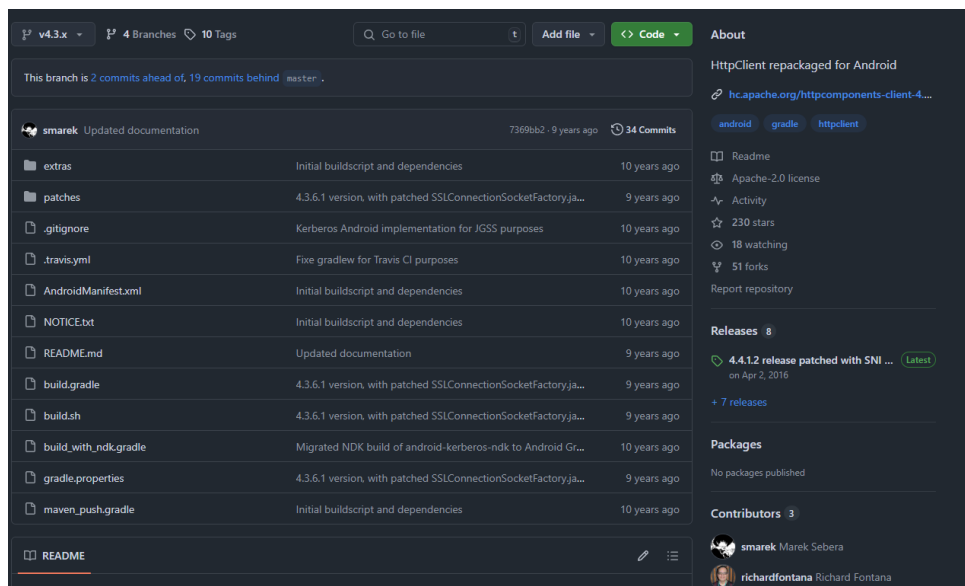 v4.3.x 4 Branches 10 Tags Go to file t Add file <> Code
This branch is 2 commits ahead of, 19 commits behind master .
smarek Updated documentation 7369bb2 · 9 years ago 34 Commits
extras Initial buildscript and dependencies 10 years ago
patches 4.3.6.1 version, with patched SSLConnectionSocketFactory.ja... 9 years ago
.gitignore Kerberos Android implementation for JGSS purposes 10 years ago
.travis.yml Fixe gradlew for Travis CI purposes 10 years ago
AndroidManifest.xml Initial buildscript and dependencies 10 years ago
NOTICE.txt Initial buildscript and dependencies 10 years ago
README.md Updated documentation 9 years ago
build.gradle 4.3.6.1 version, with patched SSLConnectionSocketFactory.ja... 9 years ago
build.sh 4.3.6.1 version, with patched SSLConnectionSocketFactory.ja... 9 years ago
build_with_ndk.gradle Migrated NDK build of android-kerberos-ndk to Android Gr... 10 years ago
gradle.properties 4.3.6.1 version, with patched SSLConnectionSocketFactory.ja... 9 years ago
maven_push.gradle Initial buildscript and dependencies 10 years ago
README
About
HttpClient repackaged for Android
hc.apache.org/httpcomponents-client-4....
android gradle httpclient
Readme
Apache-2.0 license
Activity
230 stars
18 watching
51 forks
Report repository
Releases 8
4.4.1.2 release patched with SNI ... Latest
on Apr 2, 2016
+ 7 releases
Packages
No packages published
Contributors 3
smarek Marek Sebera
richardfontana Richard Fontana